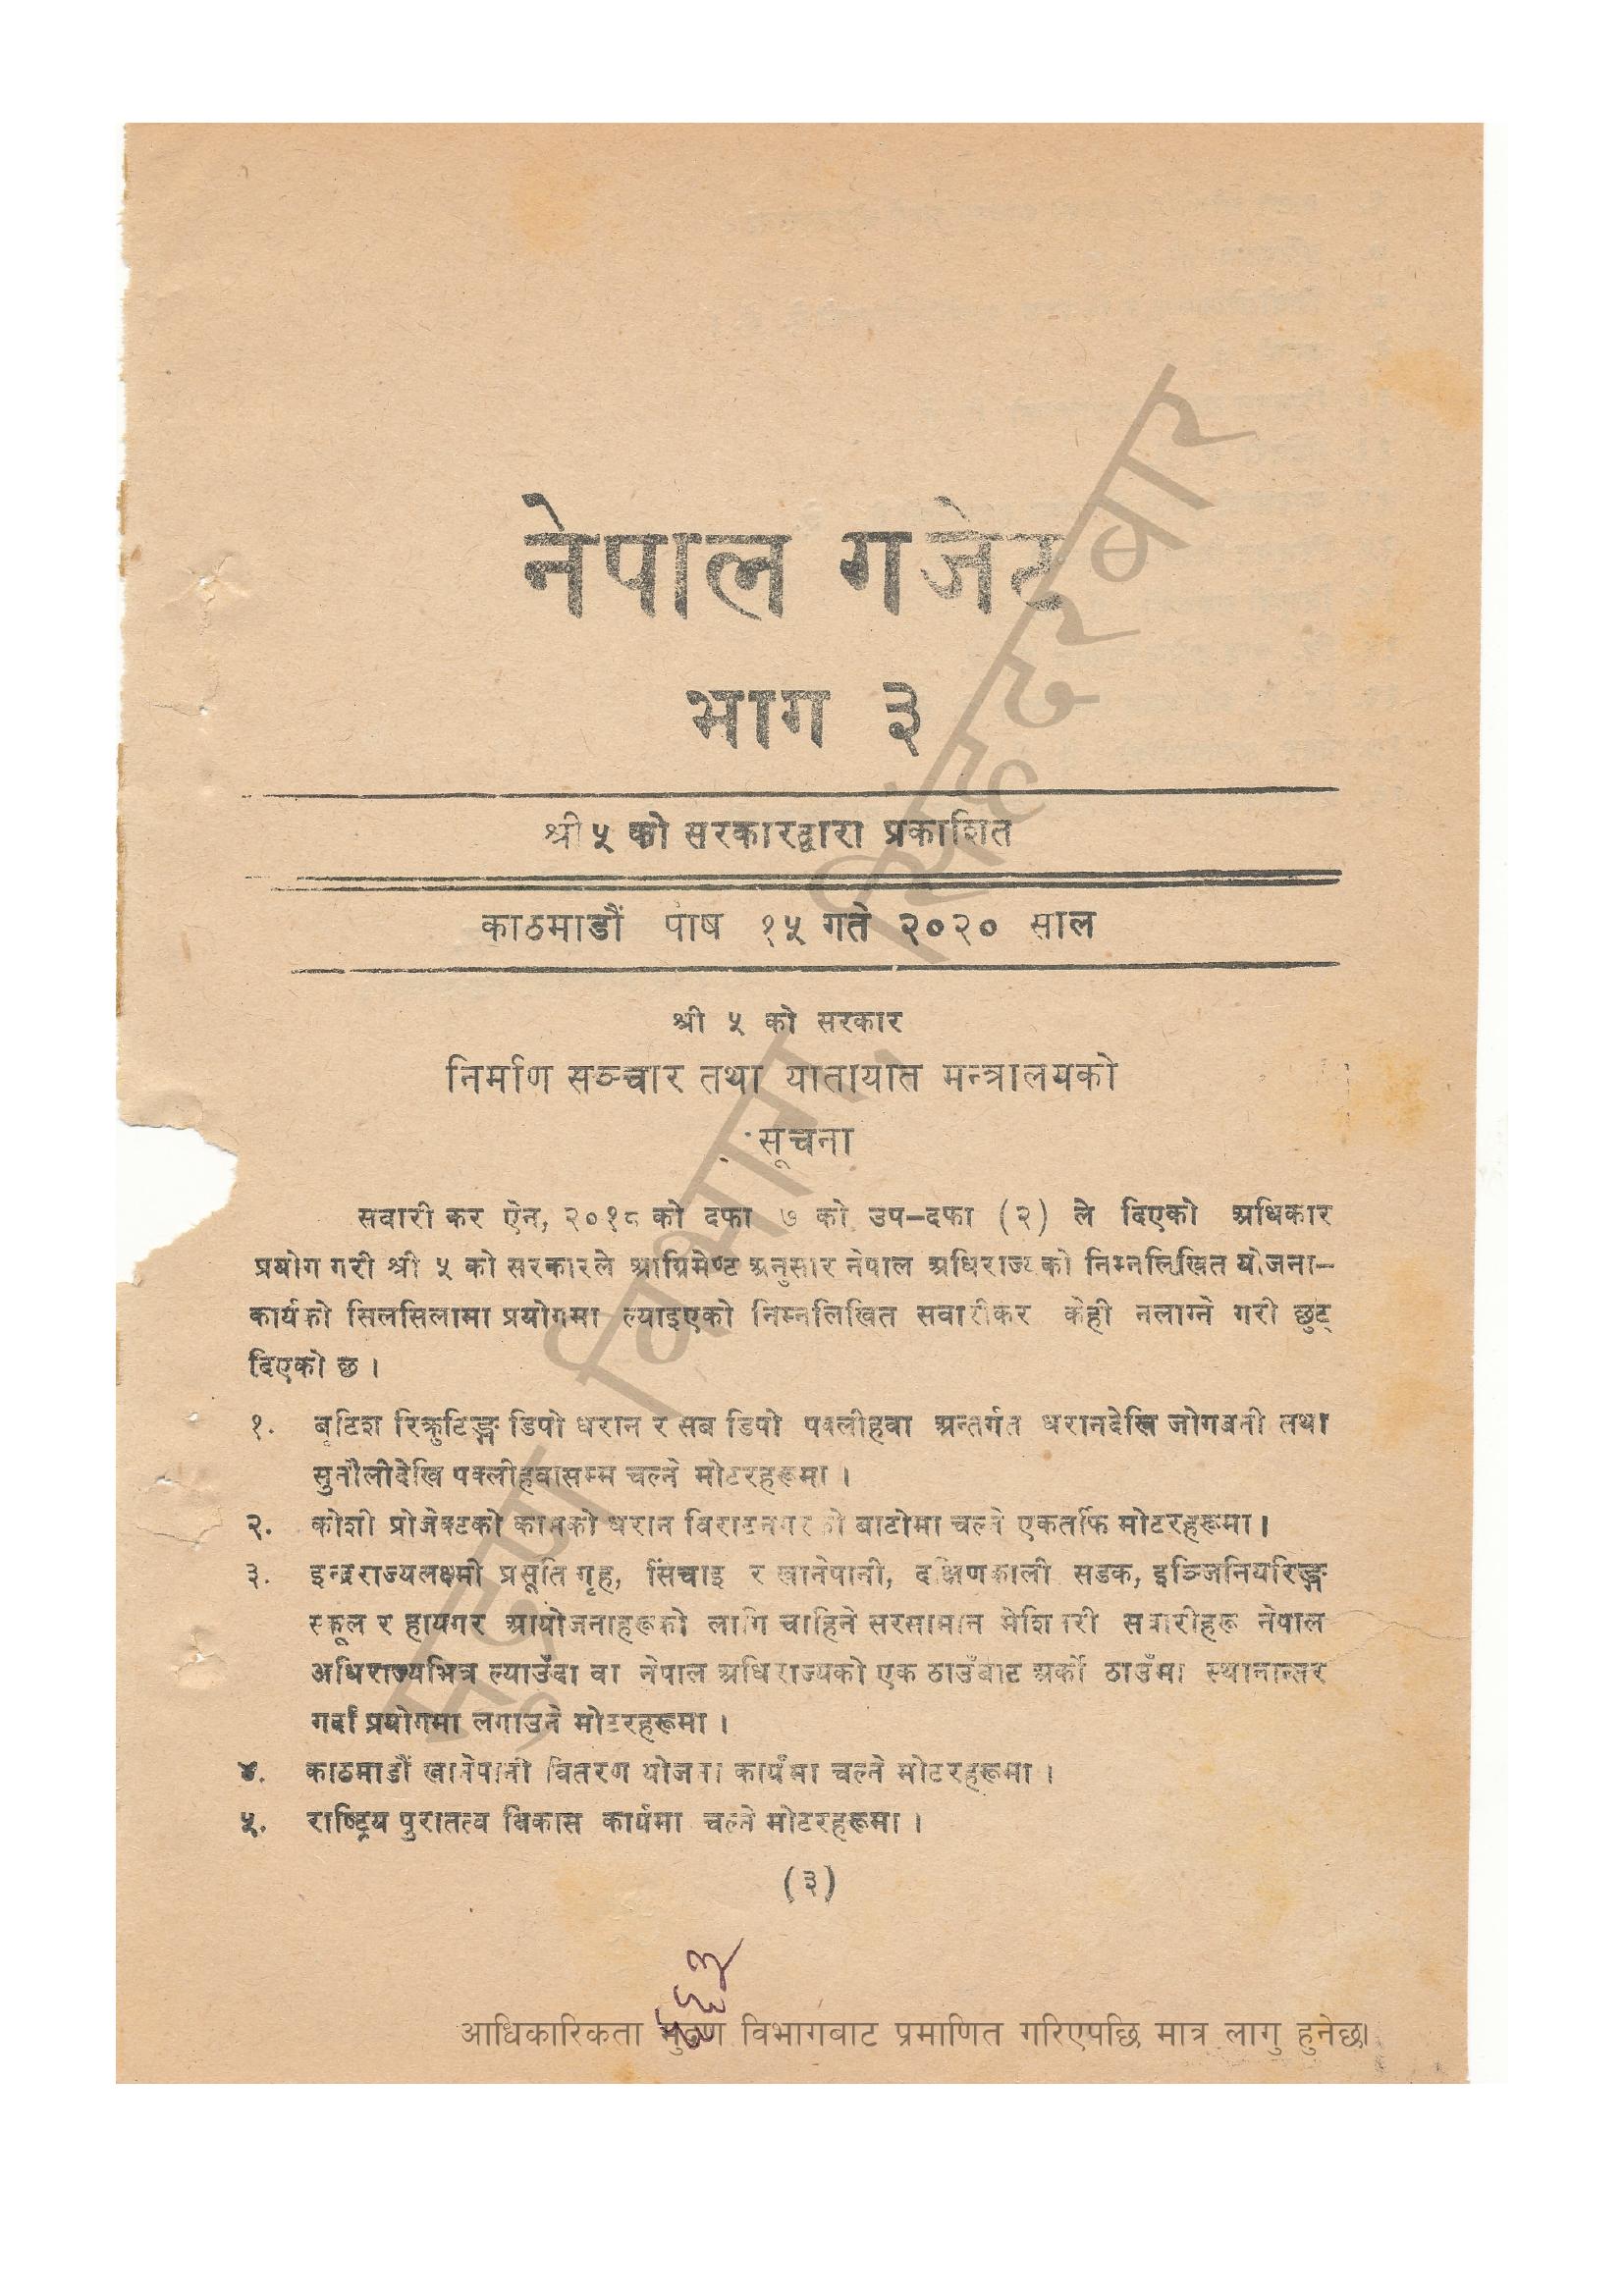 नेपाल गजेट
भाग ३
श्री ५ को सरकारद्वारा प्रकाशित
काठमाडौं पाष १५ गते २०२० साल
श्री ५ को सरकार
निर्माण सञ्चार तथा यातायात मन्त्रालयको
सूचना
सवारी कर ऐन, २०१८ को दफा ७ को उप-दफा (२) ले दिएको अधिकार
प्रयोग गरी श्री ५ को सरकारले आग्रिमेण्ट अनुसार नेपाल अधिराज्यको निम्नलिखित योजना-
कार्यको सिलसिलामा प्रयोगमा ल्याइएको निम्नलिखित सवारीकर केही नलाग्ने गरी छुट्
दिएको छ ।
१. बृटिश रिक्रुटिङ्ग डिपो धरान र सब डिपो पक्लीहवा अन्तर्गत धरानदेखि जोगबनी तथा
सुनौलीदेखि पक्लीहवासम्म चल्ने मोटरहरूमा ।
२. कोशी प्रोजेक्टको कामको धरान विराटनगरको बाटोमा चल्ने एकतर्फि मोटरहरूमा ।
३. इन्द्रराज्यलक्ष्मी प्रसूति गृह, सिंचाइ र खानेपानी, दक्षिणकाली सडक, इञ्जिनियरिङ्ग
स्कूल र हायगर आयोजनाहरूको लागि चाहिने सरसामान मेशिनरी सवारीहरू नेपाल
अधिराज्यभित्र ल्याउँदा वा नेपाल अधिराज्यको एक ठाउँबाट अर्को ठाउँमा स्थानान्तर
गर्दा प्रयोगमा लगाउने मोटरहरूमा ।
४. काठमाडौं खानेपानी वितरण योजना कार्यमा चल्ने मोटरहरूमा ।
५. राष्ट्रिय पुरातत्व विकास कार्यमा चल्ने मोटरहरूमा ।
(३)
आधिकारिकता मुद्रण विभागबाट प्रमाणित गरिएपछि मात्र लागु हुनेछ।
मुद्रण विभाग, सिंहदरबार